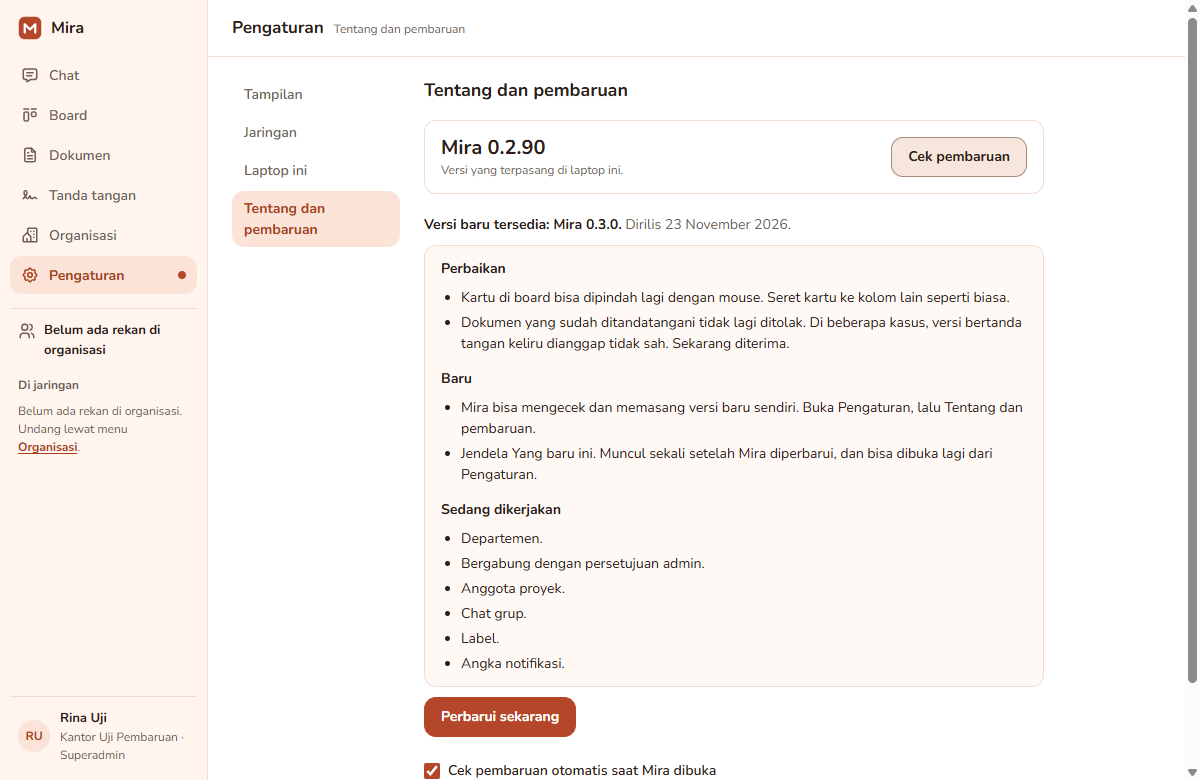 Mira
Chat
Board
Dokumen
Tanda tangan
Organisasi
Pengaturan
Belum ada rekan di
organisasi
Di jaringan
Belum ada rekan di organisasi.
Undang lewat menu
Organisasi.
RU
Rina Uji
Kantor Uji Pembaruan ·
Superadmin
Pengaturan Tentang dan pembaruan
Tampilan
Jaringan
Laptop ini
Tentang dan
pembaruan
Tentang dan pembaruan
Mira 0.2.90
Versi yang terpasang di laptop ini.
Cek pembaruan
Versi baru tersedia: Mira 0.3.0. Dirilis 23 November 2026.
Perbaikan
• Kartu di board bisa dipindah lagi dengan mouse. Seret kartu ke kolom lain seperti biasa.
• Dokumen yang sudah ditandatangani tidak lagi ditolak. Di beberapa kasus, versi bertanda
tangan keliru dianggap tidak sah. Sekarang diterima.
Baru
• Mira bisa mengecek dan memasang versi baru sendiri. Buka Pengaturan, lalu Tentang dan
pembaruan.
• Jendela Yang baru ini. Muncul sekali setelah Mira diperbarui, dan bisa dibuka lagi dari
Pengaturan.
Sedang dikerjakan
• Departemen.
• Bergabung dengan persetujuan admin.
• Anggota proyek.
• Chat grup.
• Label.
• Angka notifikasi.
Perbarui sekarang
Cek pembaruan otomatis saat Mira dibuka